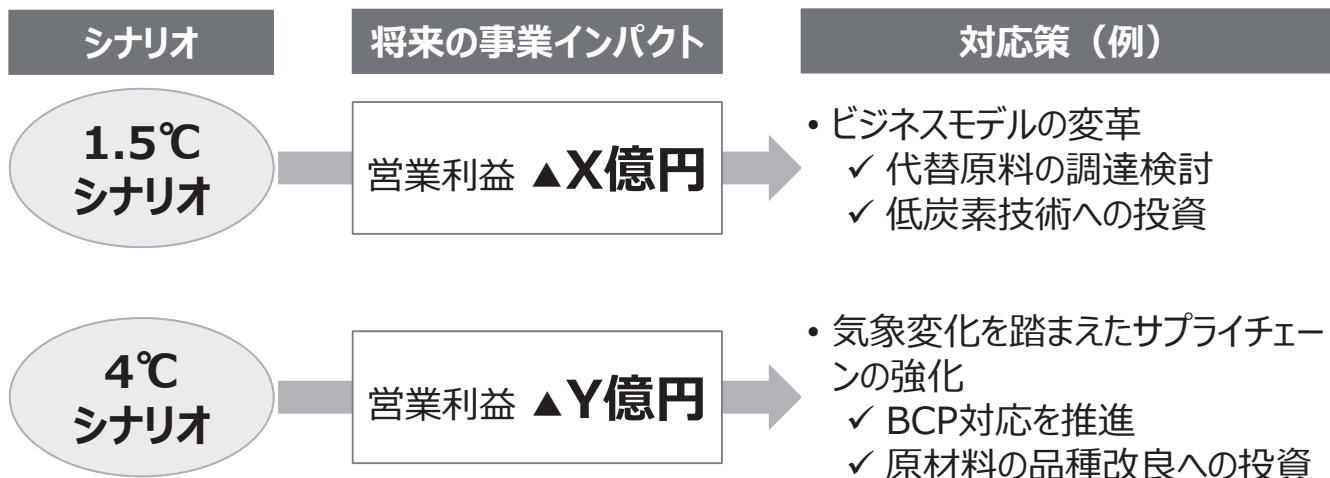 シナリオ
将来の事業インパクト
対応策（例）
1.5℃
シナリオ
営業利益 ▲X億円
• ビジネスモデルの変革
✓ 代替原料の調達検討
✓ 低炭素技術への投資
4℃
シナリオ
営業利益 ▲Y億円
• 気象変化を踏まえたサプライチェー
ンの強化
✓ BCP対応を推進
✓ 原材料の品種改良への投資